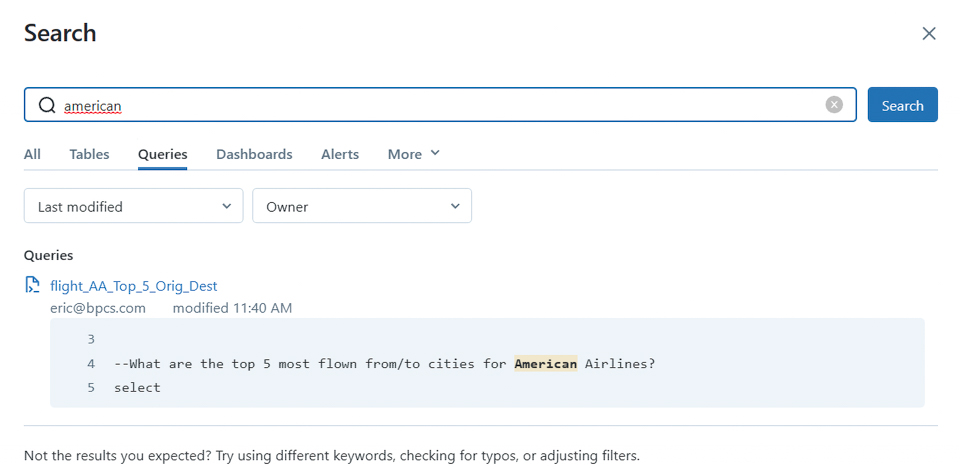 Search
american
Search
All Tables Queries Dashboards Alerts More
Last modified Owner
Queries
flight_AA_Top_5_Orig_Dest
eric@bpcs.com modified 11:40 AM
3
4 --What are the top 5 most flown from/to cities for American Airlines?
5 select
Not the results you expected? Try using different keywords, checking for typos, or adjusting filters.